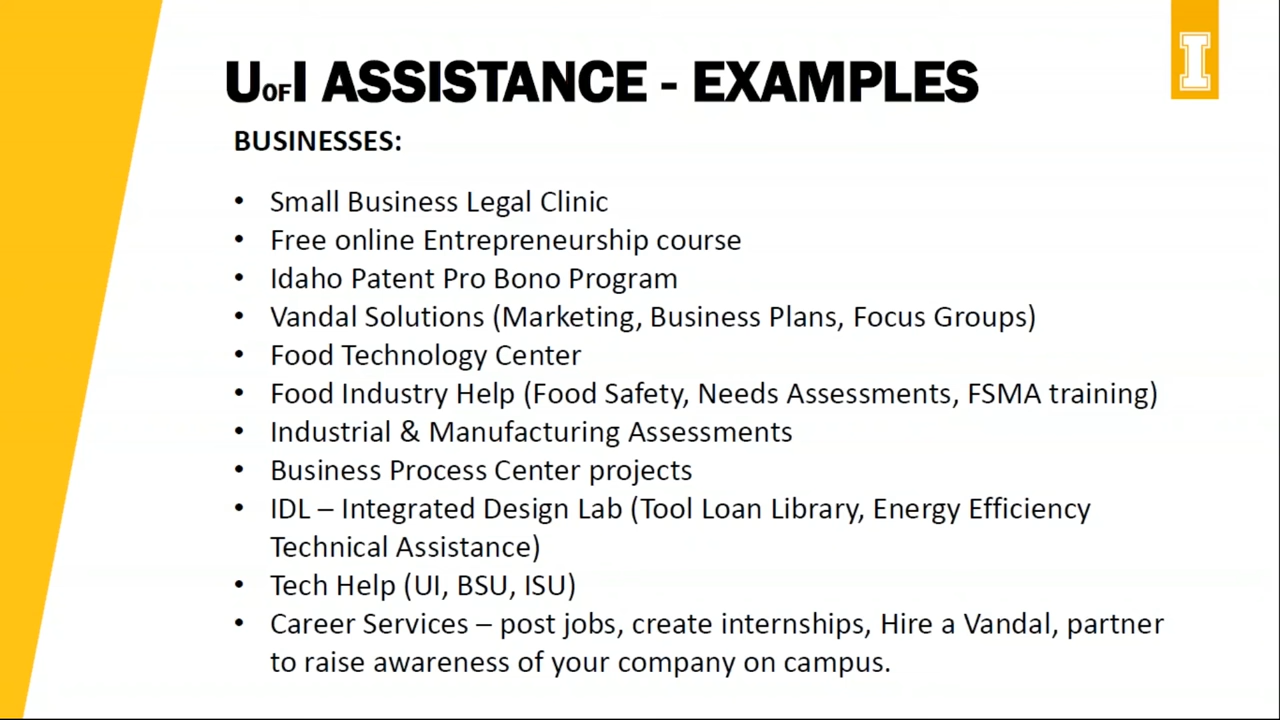 UOFI ASSISTANCE - EXAMPLES
I
BUSINESSES:
• Small Business Legal Clinic
• Free online Entrepreneurship course
• Idaho Patent Pro Bono Program
• Vandal Solutions (Marketing, Business Plans, Focus Groups)
• Food Technology Center
• Food Industry Help (Food Safety, Needs Assessments, FSMA training)
• Industrial & Manufacturing Assessments
• Business Process Center projects
• IDL – Integrated Design Lab (Tool Loan Library, Energy Efficiency
Technical Assistance)
• Tech Help (UI, BSU, ISU)
• Career Services – post jobs, create internships, Hire a Vandal, partner
to raise awareness of your company on campus.